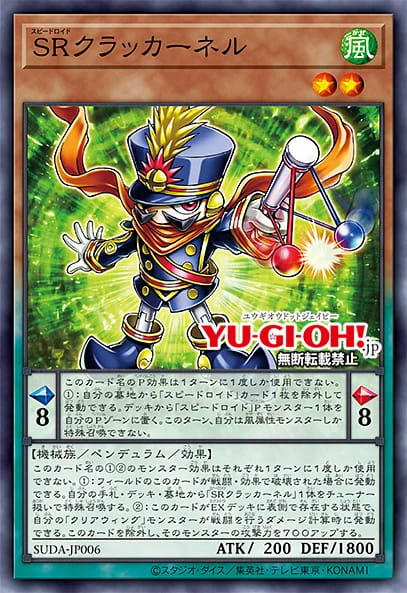 スピードロイド
SRクラッカーネル
風
ユウギオウドットジェイピー
YU-GI-OH!.jp
無断転載禁止
8
8
このカード名のP効果は1ターンに1度しか使用できない。
①：自分の墓地から「スピードロイド」カード1枚を除外して
発動できる。デッキから「スピードロイド」Pモンスター1体を
自分のPゾーンに置く。このターン、自分は風属性モンスターしか
特殊召喚できない。
【機械族／ペンデュラム／効果】
このカード名の①②のモンスター効果はそれぞれ1ターンに1度しか使用
できない。①：フィールドのこのカードが戦闘・効果で破壊された場合に発動
できる。自分の手札・デッキ・墓地から「SRクラッカーネル」1体をチューナー
扱いで特殊召喚する。②：このカードがEXデッキに表側で存在する状態で、
自分の「クリアウィング」モンスターが戦闘を行うダメージ計算時に発動
できる。このカードを除外し、そのモンスターの攻撃力を700アップする。
SUDA-JP006
ATK/ 200 DEF/1800
©スタジオ・ダイス／集英社・テレビ東京・KONAMI